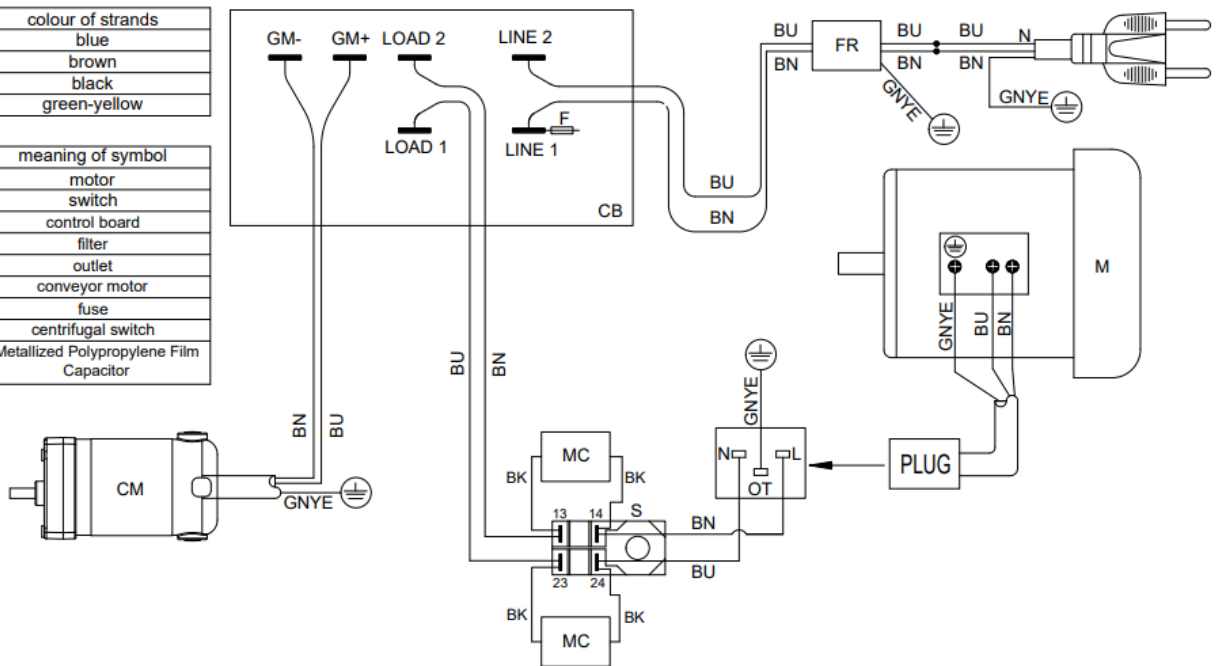 colour of strands
blue
brown
black
green-yellow
meaning of symbol
motor
switch
control board
filter
outlet
conveyor motor
fuse
centrifugal switch
Metallized Polypropylene Film
Capacitor
GM-
GM+
LOAD 2
LINE 2
LOAD 1
F
LINE 1
CB
BU
BN
FR
BU
BN
BU
BN
N
GNYE
GNYE
BU
BN
M
GNYE
BU
BN
PLUG
BU
BN
BN
BU
CM
GNYE
GNYE
N
L
OT
MC
BK
BK
13
14
S
BN
BU
23
24
BK
BK
MC